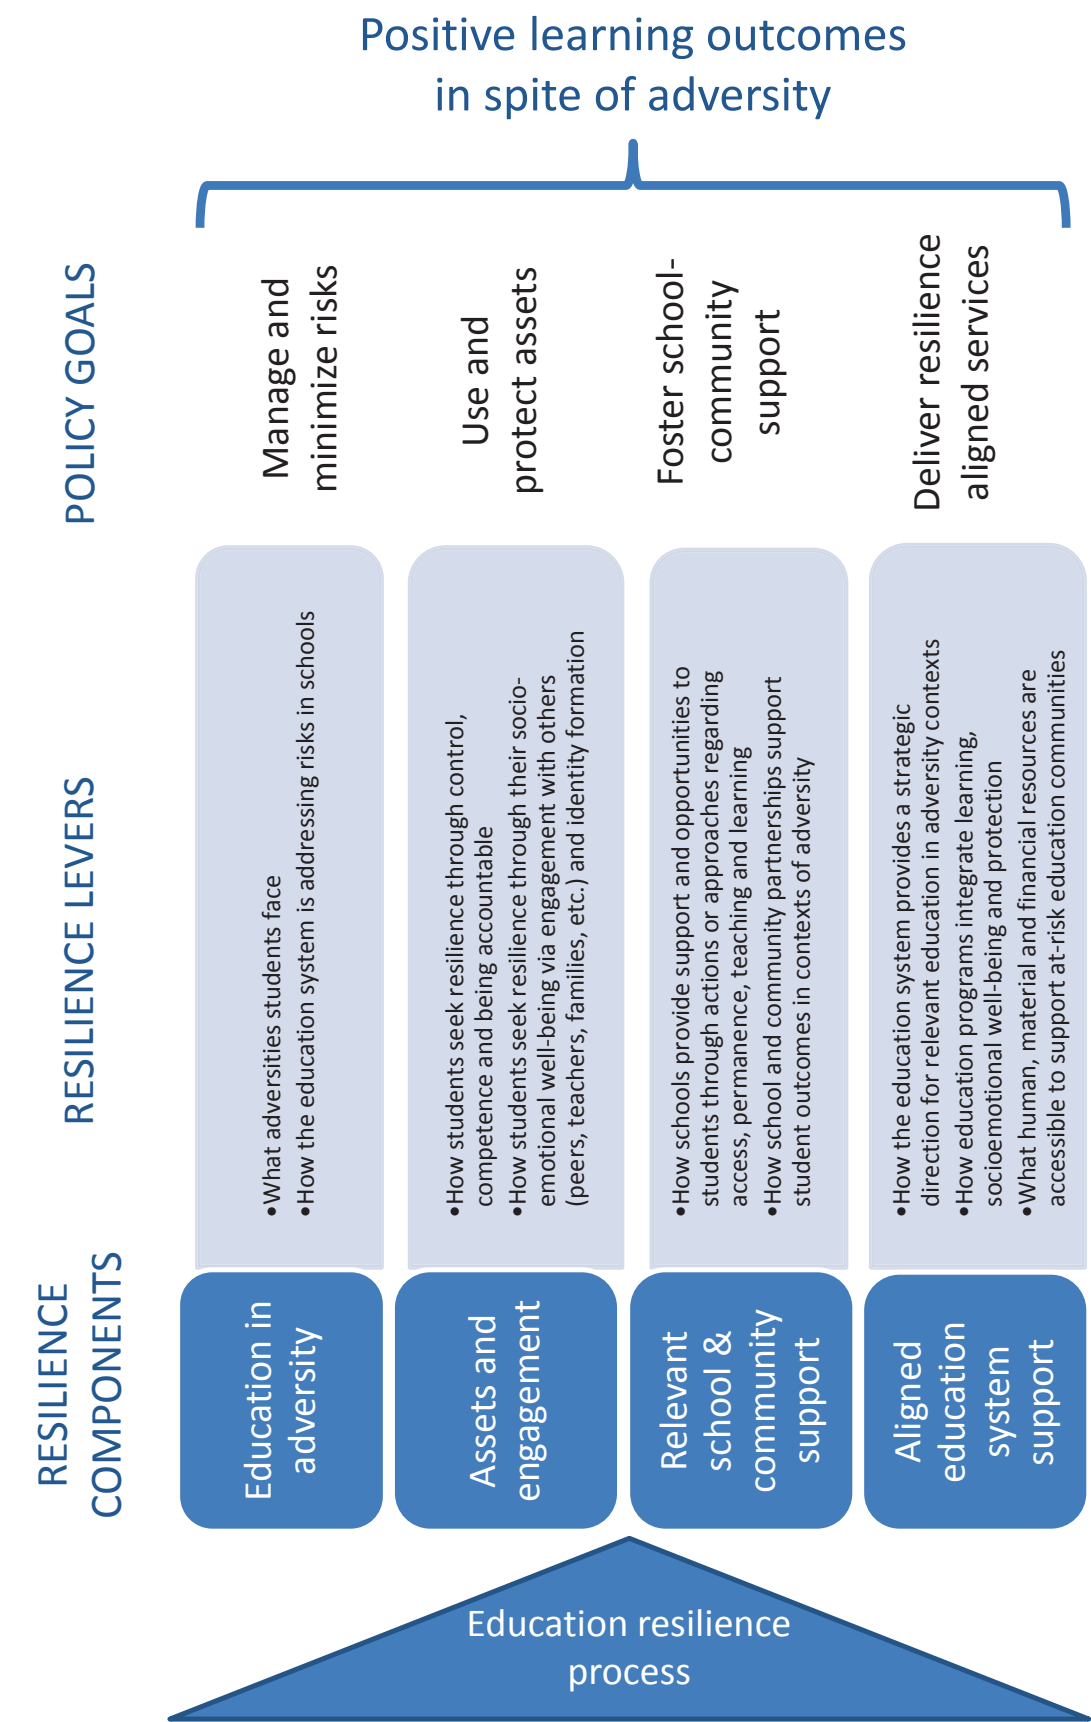 Positive learning outcomes
in spite of adversity
RESILIENCE
COMPONENTS
RESILIENCE LEVERS
POLICY GOALS
Education in
adversity
•What adversities students face
•How the education system is addressing risks in schools
Manage and
minimize risks
Assets and
engagement
•How students seek resilience through control,
competence and being accountable
•How students seek resilience through their socio-
emotional well-being via engagement with others
(peers, teachers, families, etc.) and identity formation
Use and
protect assets
Relevant
school &
community
support
•How schools provide support and opportunities to
students through actions or approaches regarding
access, permanence, teaching and learning
•How school and community partnerships support
student outcomes in contexts of adversity
Foster school-
community
support
Aligned
education
system
support
•How the education system provides a strategic
direction for relevant education in adversity contexts
•How education programs integrate learning,
socioemotional well-being and protection
•What human, material and financial resources are
accessible to support at-risk education communities
Deliver resilience
aligned services
Education resilience
process